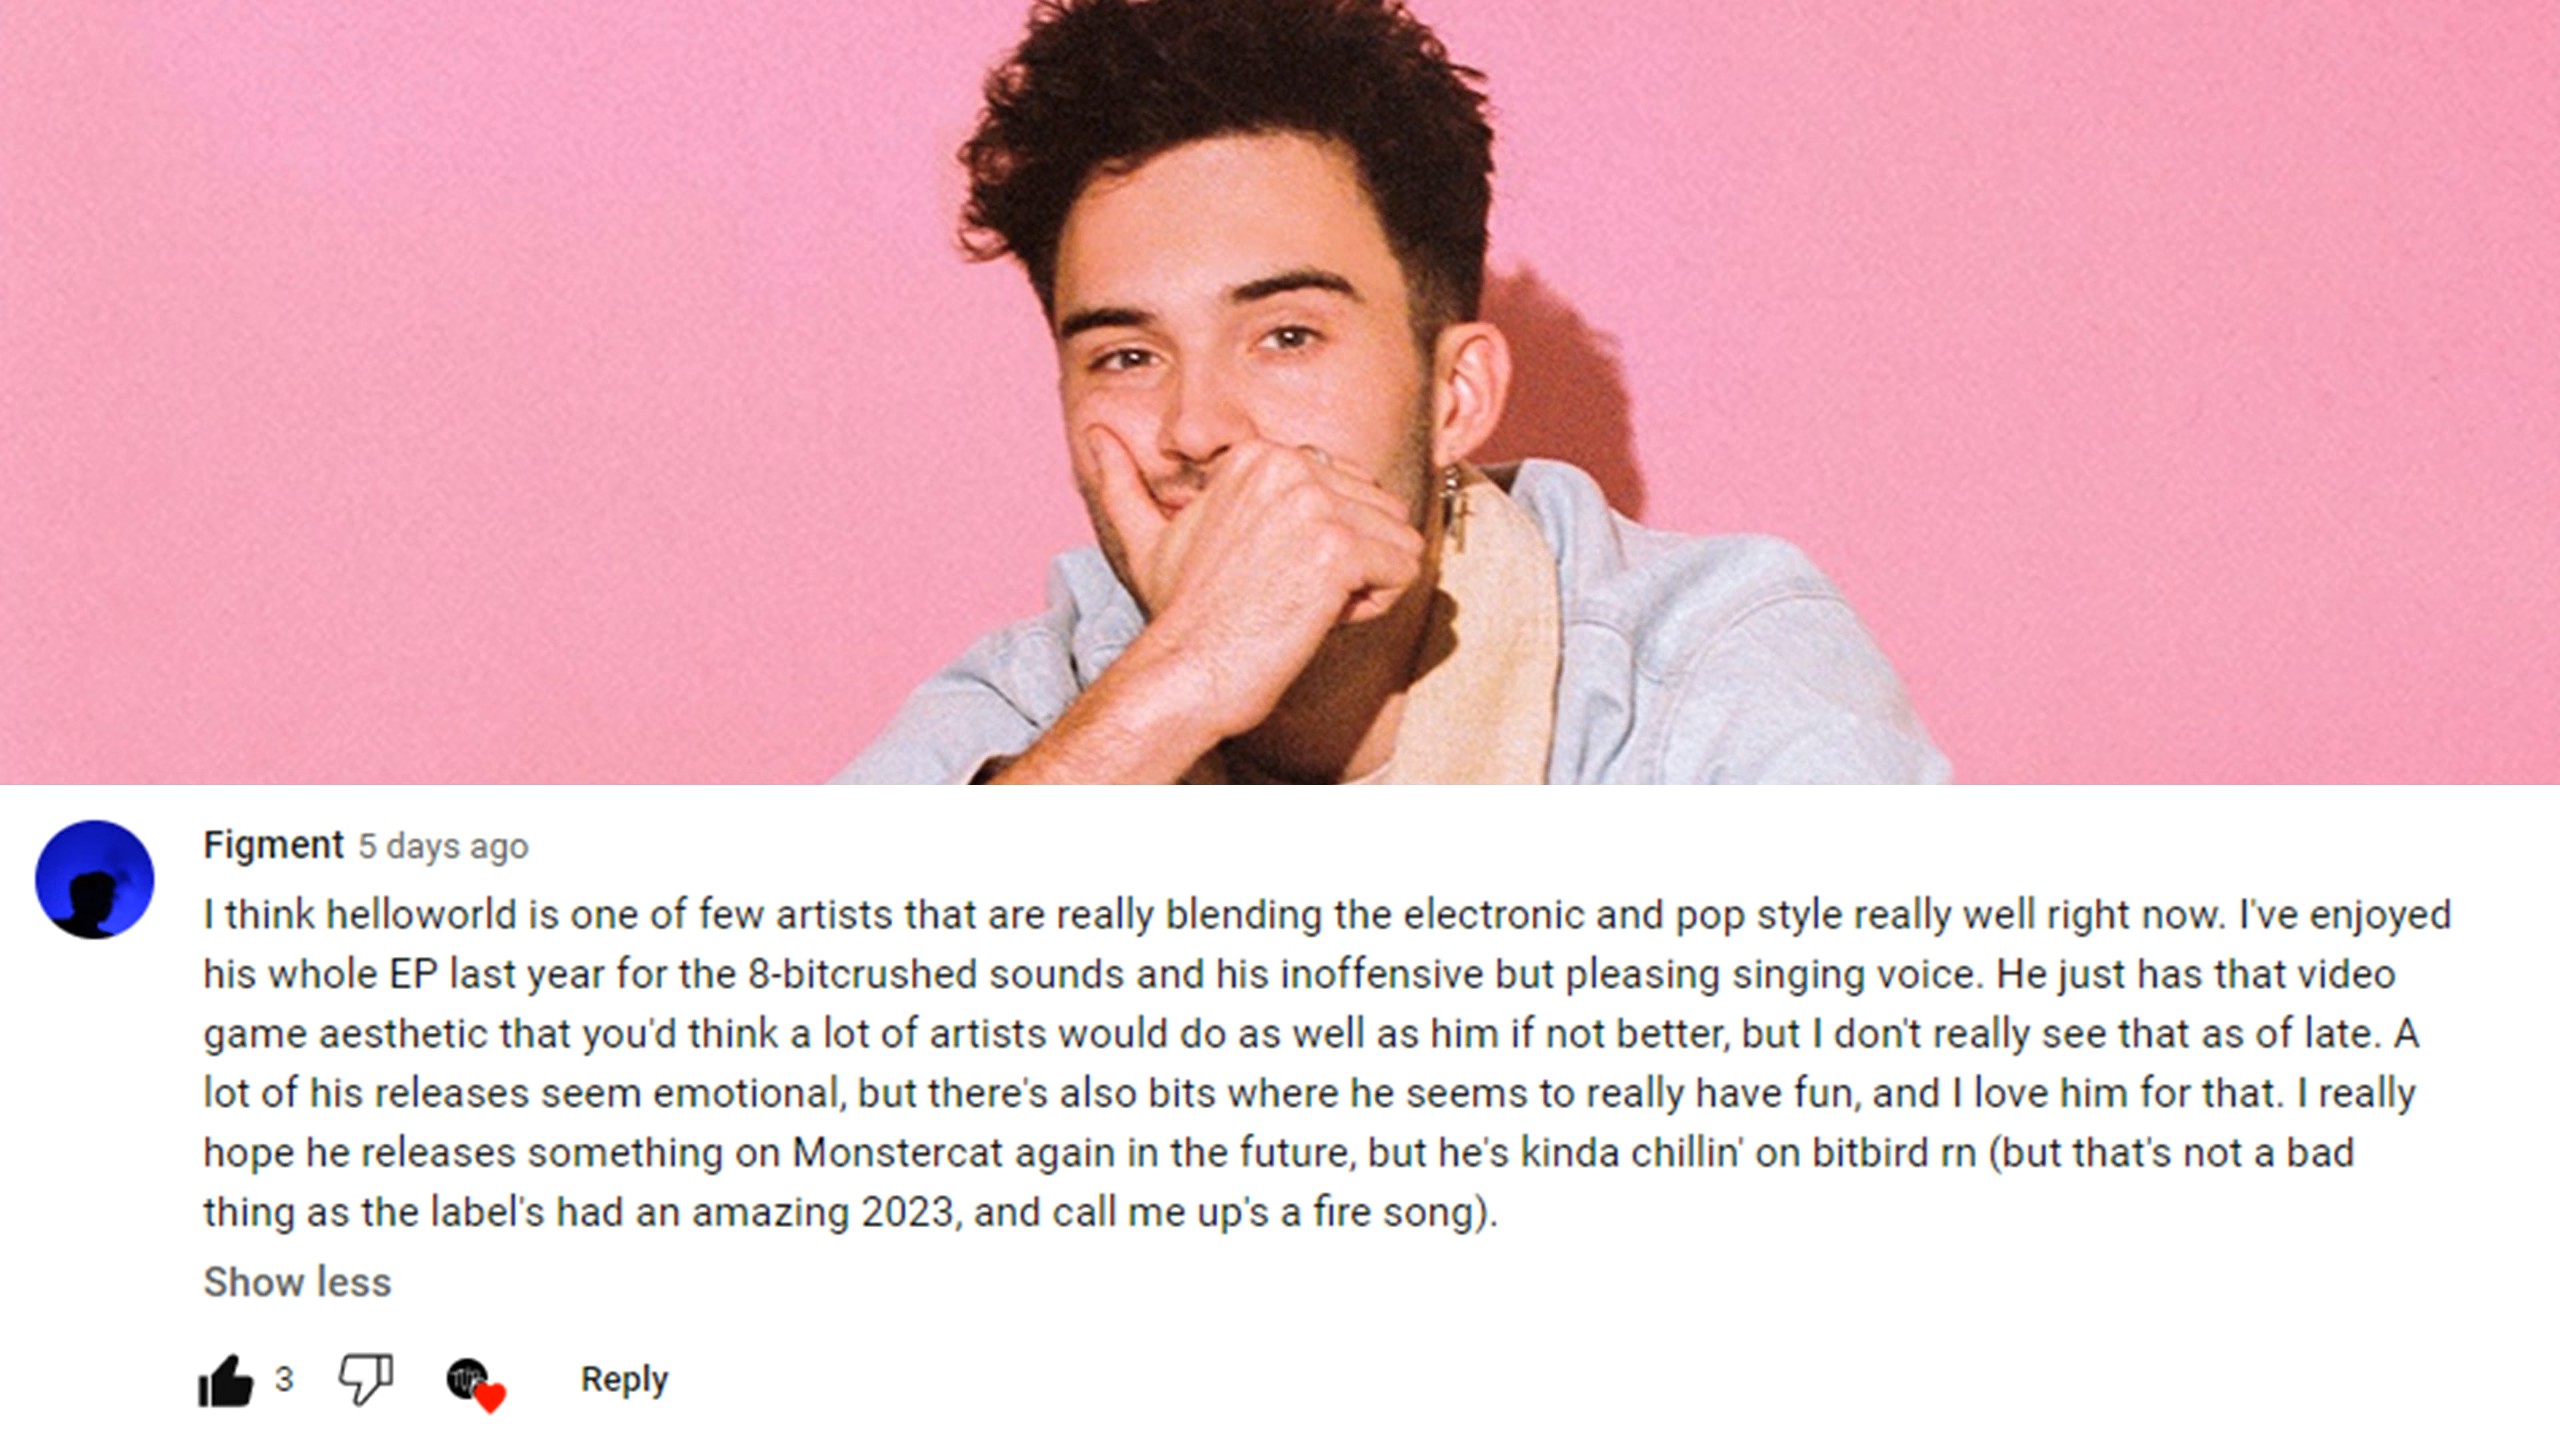 Figment 5 days ago
I think helloworld is one of few artists that are really blending the electronic and pop style really well right now. I've enjoyed
his whole EP last year for the 8-bitcrushed sounds and his inoffensive but pleasing singing voice. He just has that video
game aesthetic that you'd think a lot of artists would do as well as him if not better, but I don't really see that as of late. A
lot of his releases seem emotional, but there's also bits where he seems to really have fun, and I love him for that. I really
hope he releases something on Monstercat again in the future, but he's kinda chillin' on bitbird rn (but that's not a bad
thing as the label's had an amazing 2023, and call me up's a fire song).
Show less
3 Reply